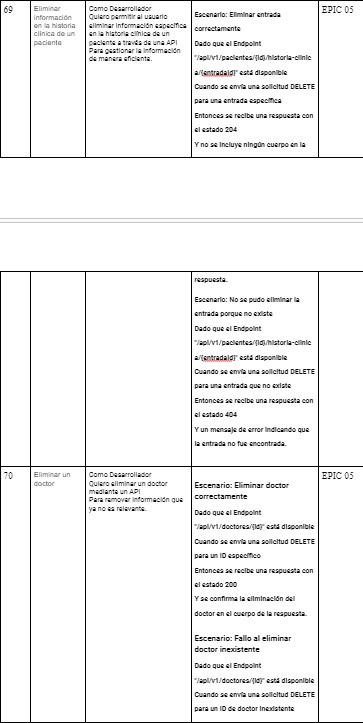 69
Eliminar
información
en la historia
clínica de un
paciente
Como Desarrollador
Quiero permitir al usuario
eliminar información específica
en la historia clínica de un
paciente a través de una API
Para gestionar la información
de manera eficiente.
Escenario: Eliminar entrada
correctamente
Dado que el Endpoint
"/api/v1/pacientes/{id}/historia-clinic
a/{entradaId}" está disponible
Cuando se envía una solicitud DELETE
para una entrada específica
Entonces se recibe una respuesta con
el estado 204
Y no se incluye ningún cuerpo en la
EPIC 05
respuesta.
Escenario: No se pudo eliminar la
entrada porque no existe
Dado que el Endpoint
"/api/v1/pacientes/{id}/historia-clinic
a/{entradaId}" está disponible
Cuando se envía una solicitud DELETE
para una entrada que no existe
Entonces se recibe una respuesta con
el estado 404
Y un mensaje de error indicando que
la entrada no fue encontrada.
70
Eliminar un
doctor
Como Desarrollador
Quiero eliminar un doctor
mediante un API
Para remover información que
ya no es relevante.
Escenario: Eliminar doctor
correctamente
Dado que el Endpoint
"/api/v1/doctores/{id}" está disponible
Cuando se envía una solicitud DELETE
para un ID específico
Entonces se recibe una respuesta con
el estado 200
Y se confirma la eliminación del
doctor en el cuerpo de la respuesta.
Escenario: Fallo al eliminar
doctor inexistente
Dado que el Endpoint
"/api/v1/doctores/{id}" está disponible
Cuando se envía una solicitud DELETE
para un ID de doctor inexistente
EPIC 05